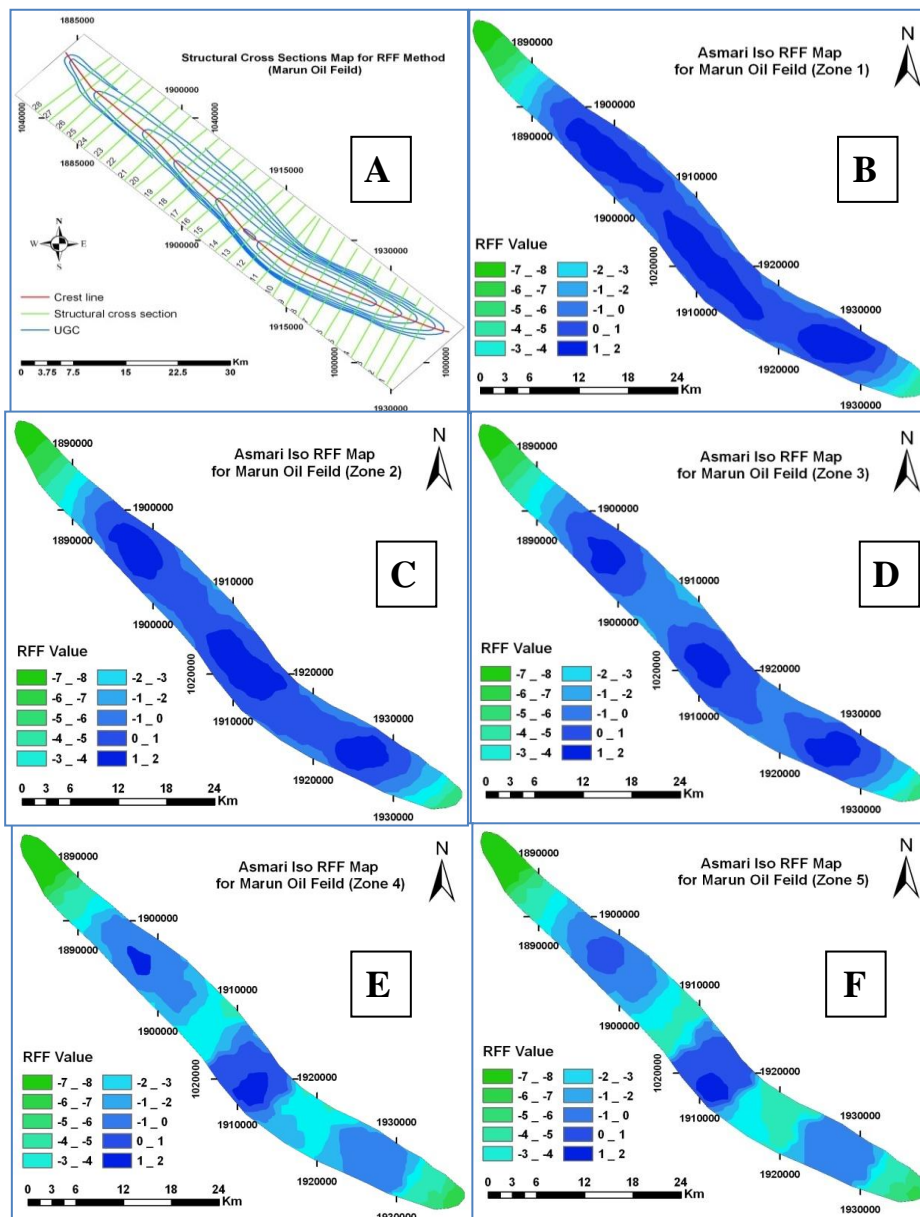 1885000
Structural Cross Sections Map for RFF Method
(Marun Oil Feild)
1900000
1040000
1040000
28
27
26
25
24
23
22
21
20
19
18
17
16
15
14
13
12
11
10
9
8
1885000
A
1915000
N
W E
S
1900000
1930000
Crest line
Structural cross section
UGC
1915000
1000000
1000000
1930000
Km
0 3.75 7.5 15 22.5 30
Asmari Iso RFF Map
for Marun Oil Feild (Zone 1)
N
1890000
1900000
1890000
B
1910000
1900000
RFF Value
-7 _ -8
-6 _ -7
-5 _ -6
-4 _ -5
-3 _ -4
-2 _ -3
-1 _ -2
-1 _ 0
0 _ 1
1 _ 2
1020000
1920000
1910000
1930000
1920000
1930000
0 3 6 12 18 24
Km
Asmari Iso RFF Map
for Marun Oil Feild (Zone 2)
N
1890000
1900000
1890000
C
1910000
1900000
RFF Value
-7 _ -8
-6 _ -7
-5 _ -6
-4 _ -5
-3 _ -4
-2 _ -3
-1 _ -2
-1 _ 0
0 _ 1
1 _ 2
1020000
1920000
1910000
1930000
1920000
1930000
0 3 6 12 18 24
Km
Asmari Iso RFF Map
for Marun Oil Feild (Zone 3)
N
1890000
1900000
1890000
D
1910000
1900000
RFF Value
-7 _ -8
-6 _ -7
-5 _ -6
-4 _ -5
-3 _ -4
-2 _ -3
-1 _ -2
-1 _ 0
0 _ 1
1 _ 2
1020000
1920000
1910000
1930000
1920000
1930000
0 3 6 12 18 24
Km
Asmari Iso RFF Map
for Marun Oil Feild (Zone 4)
N
1890000
1900000
1890000
E
1910000
1900000
RFF Value
-7 _ -8
-6 _ -7
-5 _ -6
-4 _ -5
-3 _ -4
-2 _ -3
-1 _ -2
-1 _ 0
0 _ 1
1 _ 2
1020000
1920000
1910000
1930000
1920000
1930000
0 3 6 12 18 24
Km
Asmari Iso RFF Map
for Marun Oil Feild (Zone 5)
N
1890000
1900000
1890000
F
1910000
1900000
RFF Value
-7 _ -8
-6 _ -7
-5 _ -6
-4 _ -5
-3 _ -4
-2 _ -3
-1 _ -2
-1 _ 0
0 _ 1
1 _ 2
1020000
1920000
1910000
1930000
1920000
1930000
0 3 6 12 18 24
Km